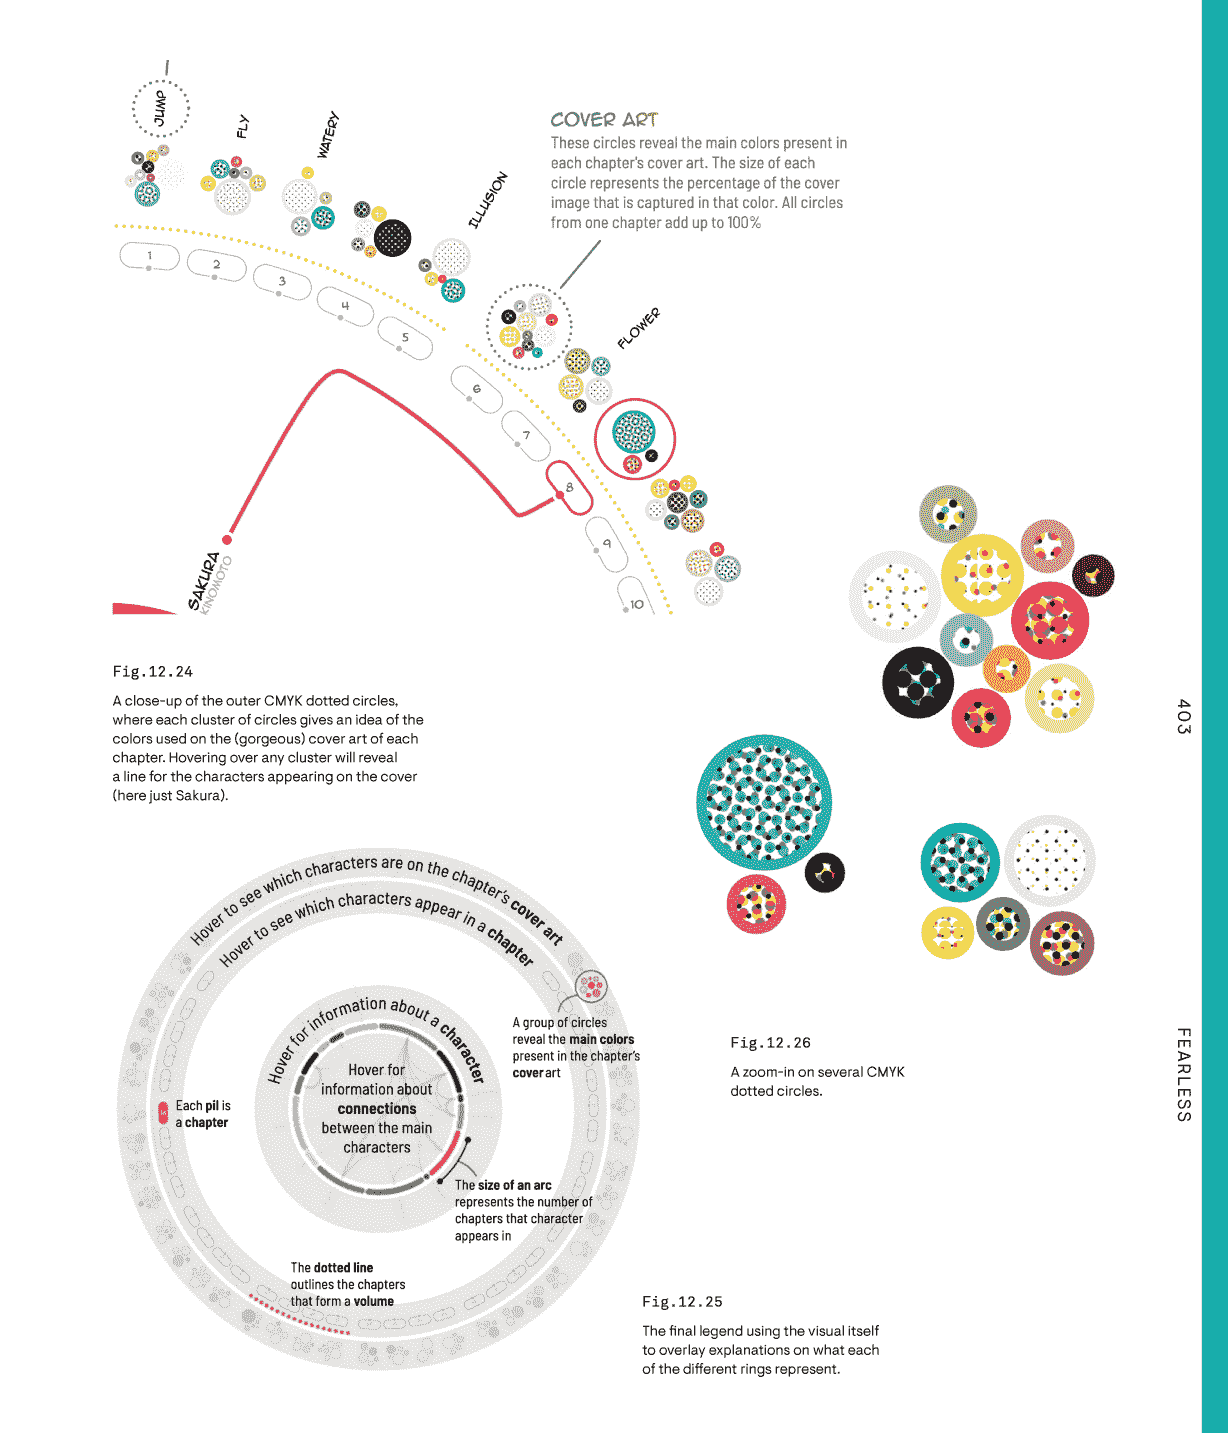 JUMP
FLY
WATERY
ILLUSION
FLOWER
COVER ART
These circles reveal the main colors present in
each chapter's cover art. The size of each
circle represents the percentage of the cover
image that is captured in that color. All circles
from one chapter add up to 100%
1
2
3
4
5
6
7
8
9
10
SAKURA
KINOMOTO
Fig.12.24
A close-up of the outer CMYK dotted circles,
where each cluster of circles gives an idea of the
colors used on the (gorgeous) cover art of each
chapter. Hovering over any cluster will reveal
a line for the characters appearing on the cover
(here just Sakura).
403
FEARLESS
Hover to see which characters are on the chapter's cover art
Hover to see which characters appear in a chapter
Hover for information about a character
Hover for
information about
connections
between the main
characters
A group of circles
reveal the main colors
present in the chapter's
cover art
Each pil is
a chapter
The size of an arc
represents the number of
chapters that character
appears in
The dotted line
outlines the chapters
that form a volume
Fig.12.26
A zoom-in on several CMYK
dotted circles.
Fig.12.25
The final legend using the visual itself
to overlay explanations on what each
of the different rings represent.